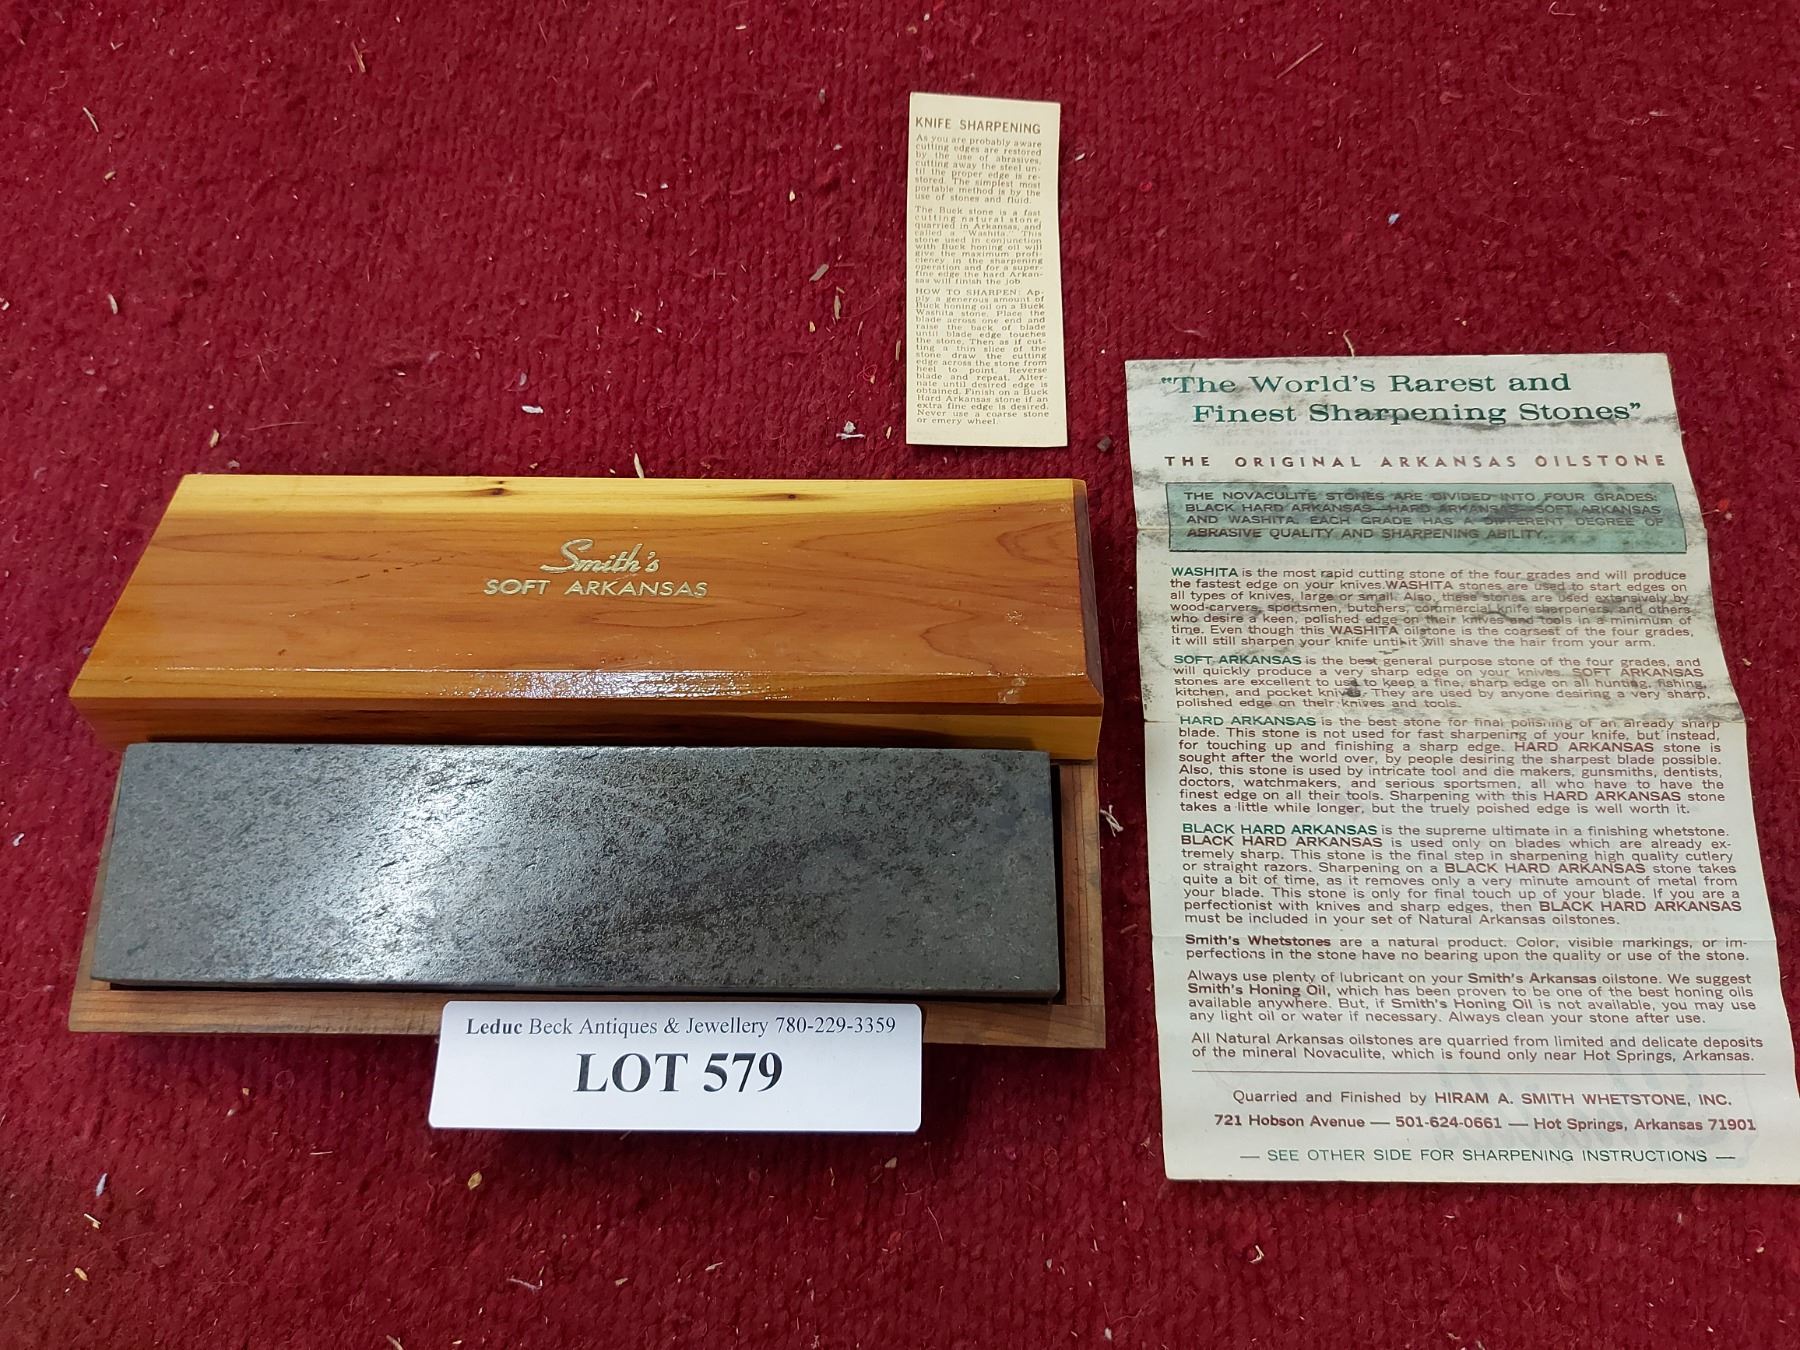 KNIFE SHARPENING
As you are probably aware
cutting edges are restored
by the use of abrasives,
cutting away the steel un-
til the proper edge is re-
stored. The simplest most
portable method is by the
use of stones and fluid.
The Buck stone is a fast
cutting natural stone,
quarried in Arkansas, and
called a "Washita." This
stone used in conjunction
with Buck honing oil will
give the maximum profi-
ciency in the sharpening
operation and for a super-
fine edge the hard Arkan-
sas will finish the job.
HOW TO SHARPEN: Ap-
ply a generous amount of
Buck honing oil on a Buck
Washita stone. Place the
blade across one end and
raise the back of blade
until blade edge touches
the stone. Then as if cut-
ting a thin slice of the
stone draw the cutting
edge across the stone from
heel to point. Reverse
blade and repeat. Alter-
nate until desired edge is
obtained. Finish on a Buck
Hard Arkansas stone if an
extra fine edge is desired.
Never use a coarse stone
or emery wheel.
Smith's
SOFT ARKANSAS
Leduc Beck Antiques & Jewellery 780-229-3359
LOT 579
"The World's Rarest and
Finest Sharpening Stones"
THE ORIGINAL ARKANSAS OILSTONE
THE NOVACULITE STONES ARE DIVIDED INTO FOUR GRADES:
BLACK HARD ARKANSAS—HARD ARKANSAS—SOFT ARKANSAS
AND WASHITA. EACH GRADE HAS A DIFFERENT DEGREE OF
ABRASIVE QUALITY AND SHARPENING ABILITY.
WASHITA is the most rapid cutting stone of the four grades and will produce
the fastest edge on your knives. WASHITA stones are used to start edges on
all types of knives, large or small. Also, these stones are used extensively by
wood-carvers, sportsmen, butchers, commercial knife sharpeners, and others
who desire a keen, polished edge on their knives and tools in a minimum of
time. Even though this WASHITA oilstone is the coarsest of the four grades,
it will still sharpen your knife until it will shave the hair from your arm.
SOFT ARKANSAS is the best general purpose stone of the four grades, and
will quickly produce a very sharp edge on your knives. SOFT ARKANSAS
stones are excellent to use to keep a fine, sharp edge on all hunting, fishing,
kitchen, and pocket knives. They are used by anyone desiring a very sharp,
polished edge on their knives and tools.
HARD ARKANSAS is the best stone for final polishing of an already sharp
blade. This stone is not used for fast sharpening of your knife, but instead,
for touching up and finishing a sharp edge. HARD ARKANSAS stone is
sought after the world over, by people desiring the sharpest blade possible.
Also, this stone is used by intricate tool and die makers, gunsmiths, dentists,
doctors, watchmakers, and serious sportsmen, all who have to have the
finest edge on all their tools. Sharpening with this HARD ARKANSAS stone
takes a little while longer, but the truely poished edge is well worth it.
BLACK HARD ARKANSAS is the supreme ultimate in a finishing whetstone.
BLACK HARD ARKANSAS is used only on blades which are already ex-
tremely sharp. This stone is the final step in sharpening high quality cutlery
or straight razors. Sharpening on a BLACK HARD ARKANSAS stone takes
quite a bit of time, as it removes only a very minute amount of metal from
your blade. This stone is only for final touch up of your blade. If you are a
perfectionist with knives and sharp edges, then BLACK HARD ARKANSAS
must be included in your set of Natural Arkansas oilstones.
Smith's Whetstones are a natural product. Color, visible markings, or im-
perfections in the stone have no bearing upon the quality or use of the stone.
Always use plenty of lubricant on your Smith's Arkansas oilstone. We suggest
Smith's Honing Oil, which has been proven to be one of the best honing oils
available anywhere. But, if Smith's Honing Oil is not available, you may use
any light oil or water if necessary. Always clean your stone after use.
All Natural Arkansas oilstones are quarried from limited and delicate deposits
of the mineral Novaculite, which is found only near Hot Springs, Arkansas.
Quarried and Finished by HIRAM A. SMITH WHETSTONE, INC.
721 Hobson Avenue — 501-624-0661 — Hot Springs, Arkansas 71901
— SEE OTHER SIDE FOR SHARPENING INSTRUCTIONS —